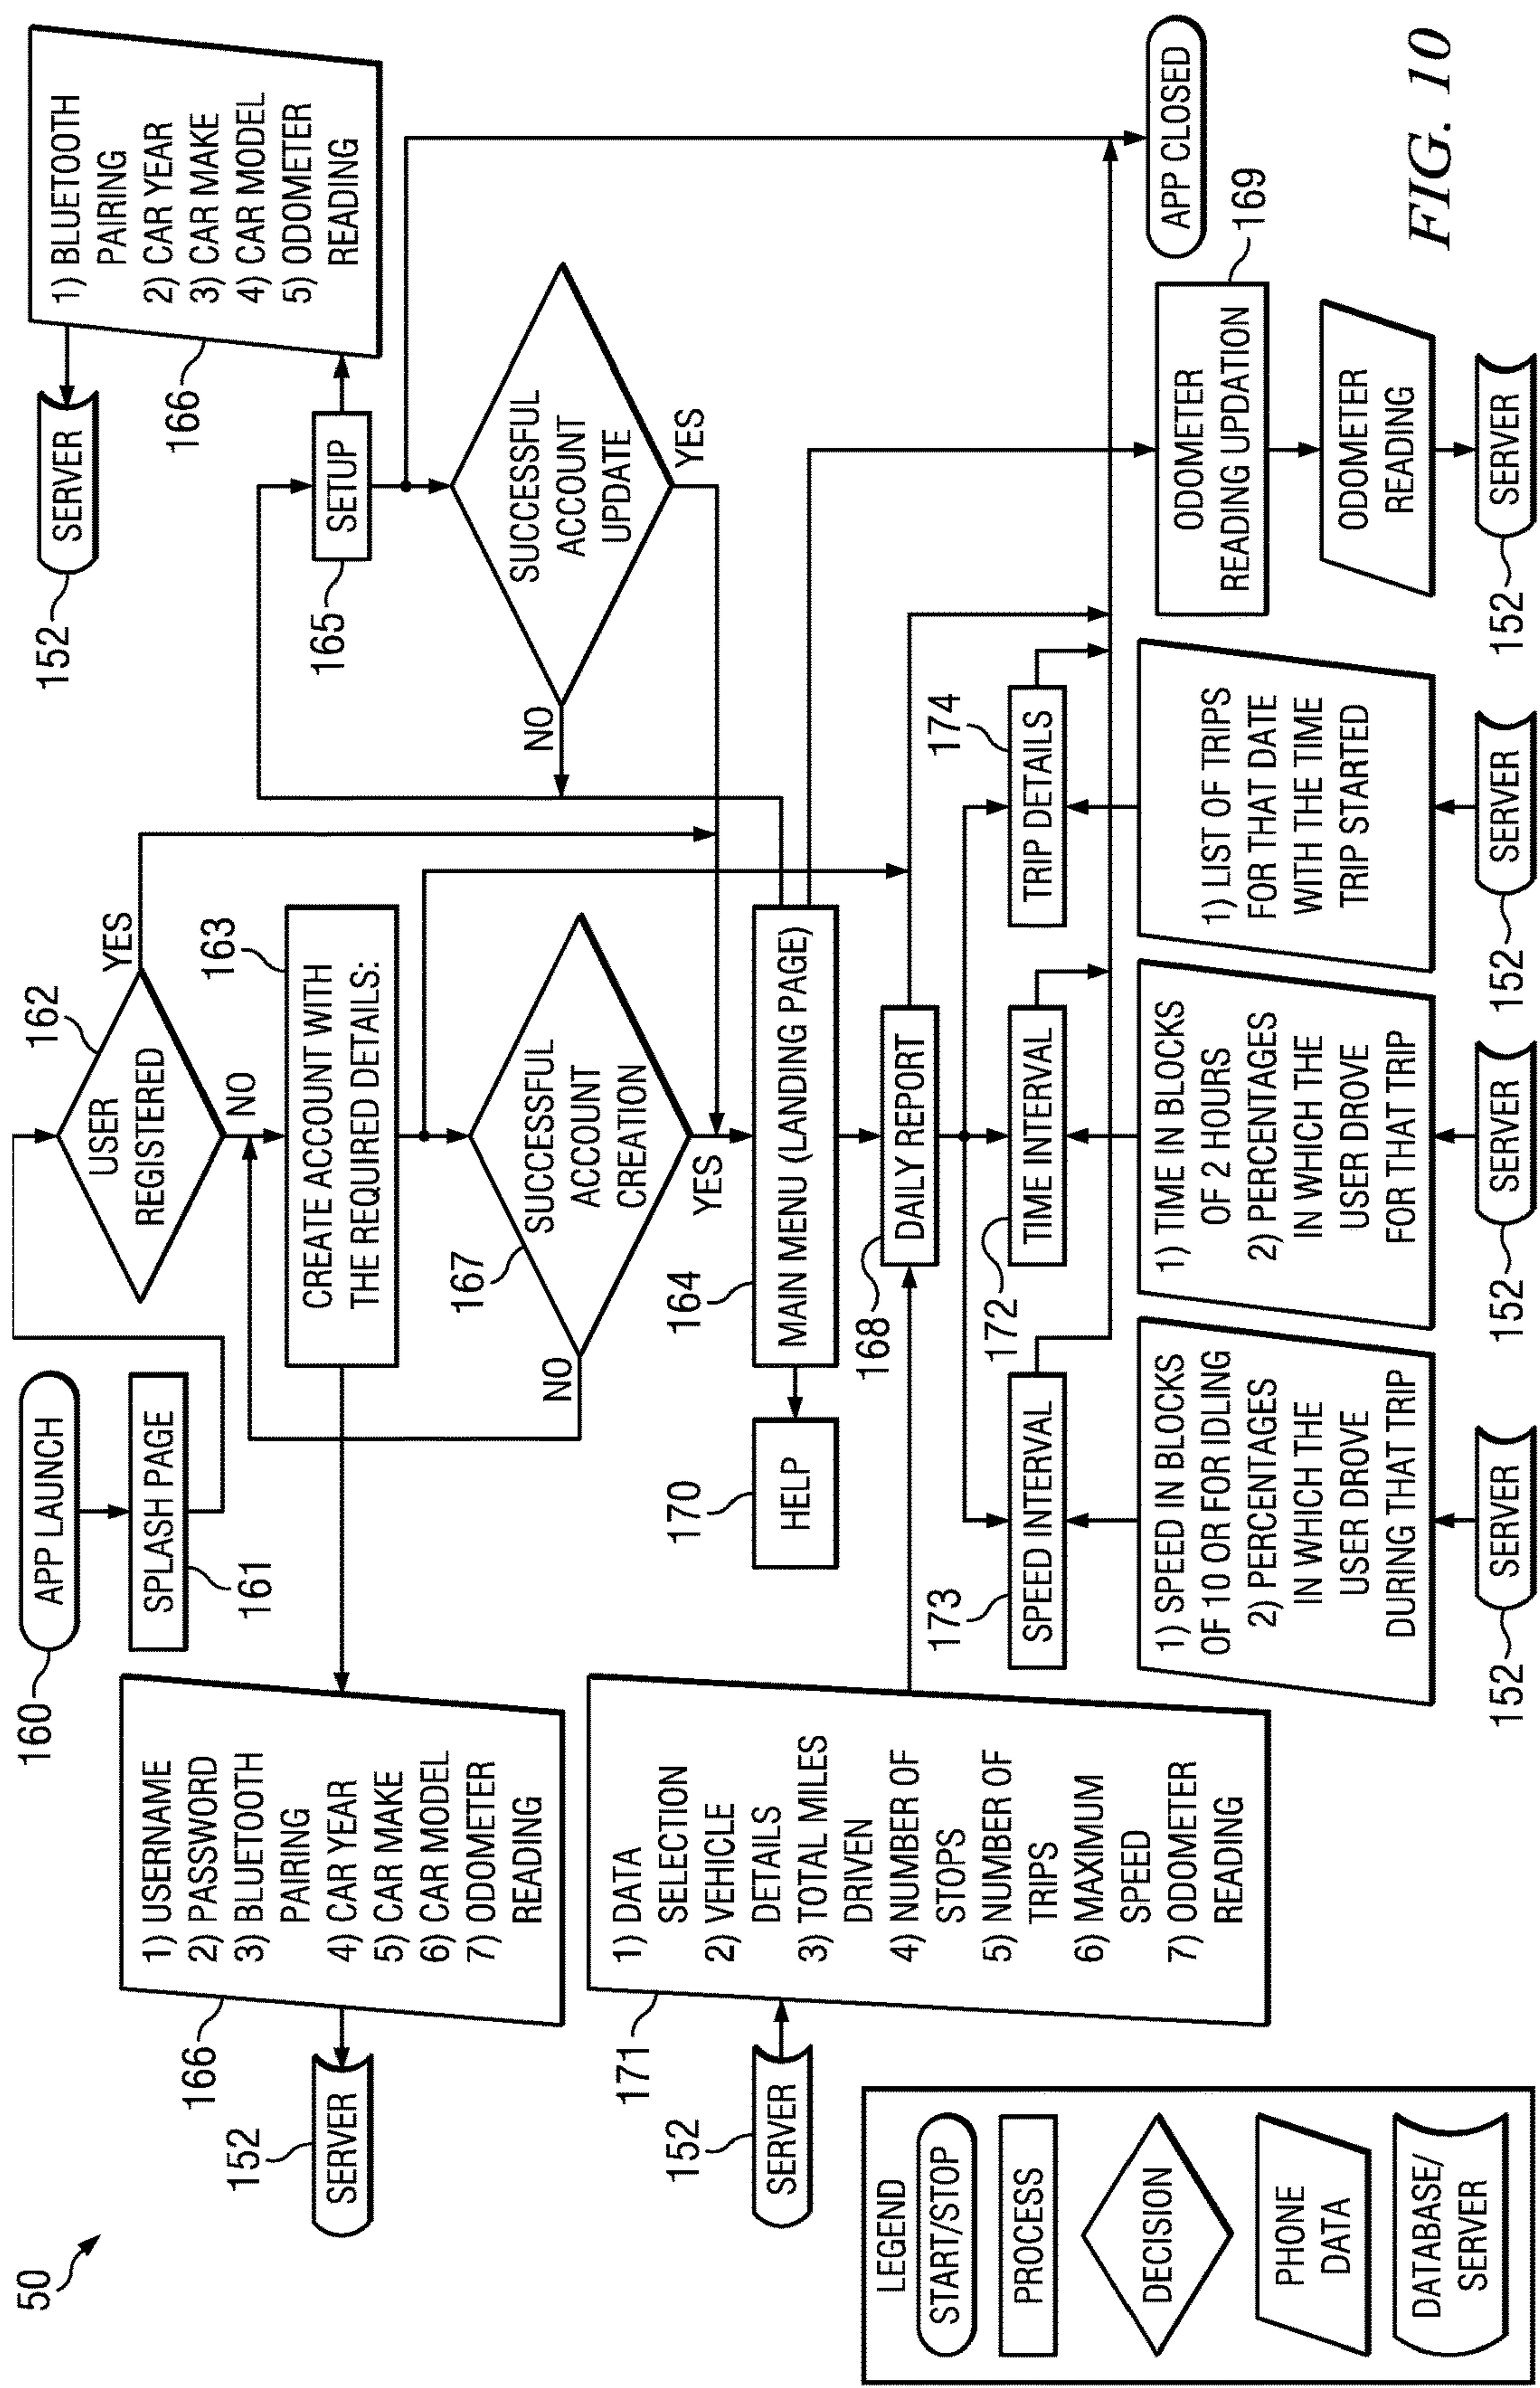 50
160
APP LAUNCH
SPLASH PAGE
161
162
USER
REGISTERED
YES
NO
163
CREATE ACCOUNT WITH
THE REQUIRED DETAILS:
1) USERNAME
2) PASSWORD
3) BLUETOOTH
PAIRING
4) CAR YEAR
5) CAR MAKE
6) CAR MODEL
7) ODOMETER
READING
166
152
SERVER
167
SUCCESSFUL
ACCOUNT
CREATION
NO
YES
152
SERVER
166
1) BLUETOOTH
PAIRING
2) CAR YEAR
3) CAR MAKE
4) CAR MODEL
5) ODOMETER
READING
165
SETUP
SUCCESSFUL
ACCOUNT
UPDATE
NO
YES
164
MAIN MENU (LANDING PAGE)
170
HELP
152
SERVER
171
1) DATA
SELECTION
2) VEHICLE
DETAILS
3) TOTAL MILES
DRIVEN
4) NUMBER OF
STOPS
5) NUMBER OF
TRIPS
6) MAXIMUM
SPEED
7) ODOMETER
READING
168
DAILY REPORT
173
SPEED INTERVAL
172
TIME INTERVAL
174
TRIP DETAILS
1) SPEED IN BLOCKS
OF 10 OR FOR IDLING
2) PERCENTAGES
IN WHICH THE
USER DROVE
DURING THAT TRIP
152
SERVER
1) TIME IN BLOCKS
OF 2 HOURS
2) PERCENTAGES
IN WHICH THE
USER DROVE
FOR THAT TRIP
152
SERVER
1) LIST OF TRIPS
FOR THAT DATE
WITH THE TIME
TRIP STARTED
152
SERVER
ODOMETER
READING UPDATION
169
ODOMETER
READING
152
SERVER
APP CLOSED
LEGEND
START/STOP
PROCESS
DECISION
PHONE
DATA
DATABASE/
SERVER
FIG. 10